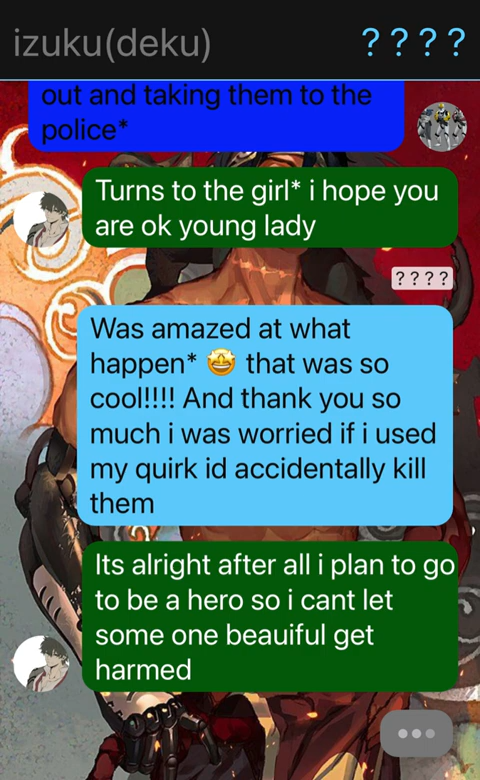 izuku(deku) ????
out and taking them to the
police*
Turns to the girl* i hope you
are ok young lady
????
Was amazed at what
happen* 🤩 that was so
cool!!!! And thank you so
much i was worried if i used
my quirk id accidentally kill
them
Its alright after all i plan to go
to be a hero so i cant let
some one beauiful get
harmed